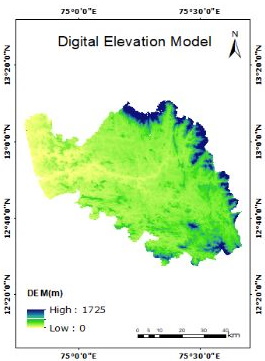 75°0'0"E 75°30'0"E
Digital Elevation Model
N
13°20'0"N
13°0'0"N
12°40'0"N
12°20'0"N
DEM(m)
High : 1725
Low : 0
0 5 10 20 30 40
km
75°0'0"E 75°30'0"E